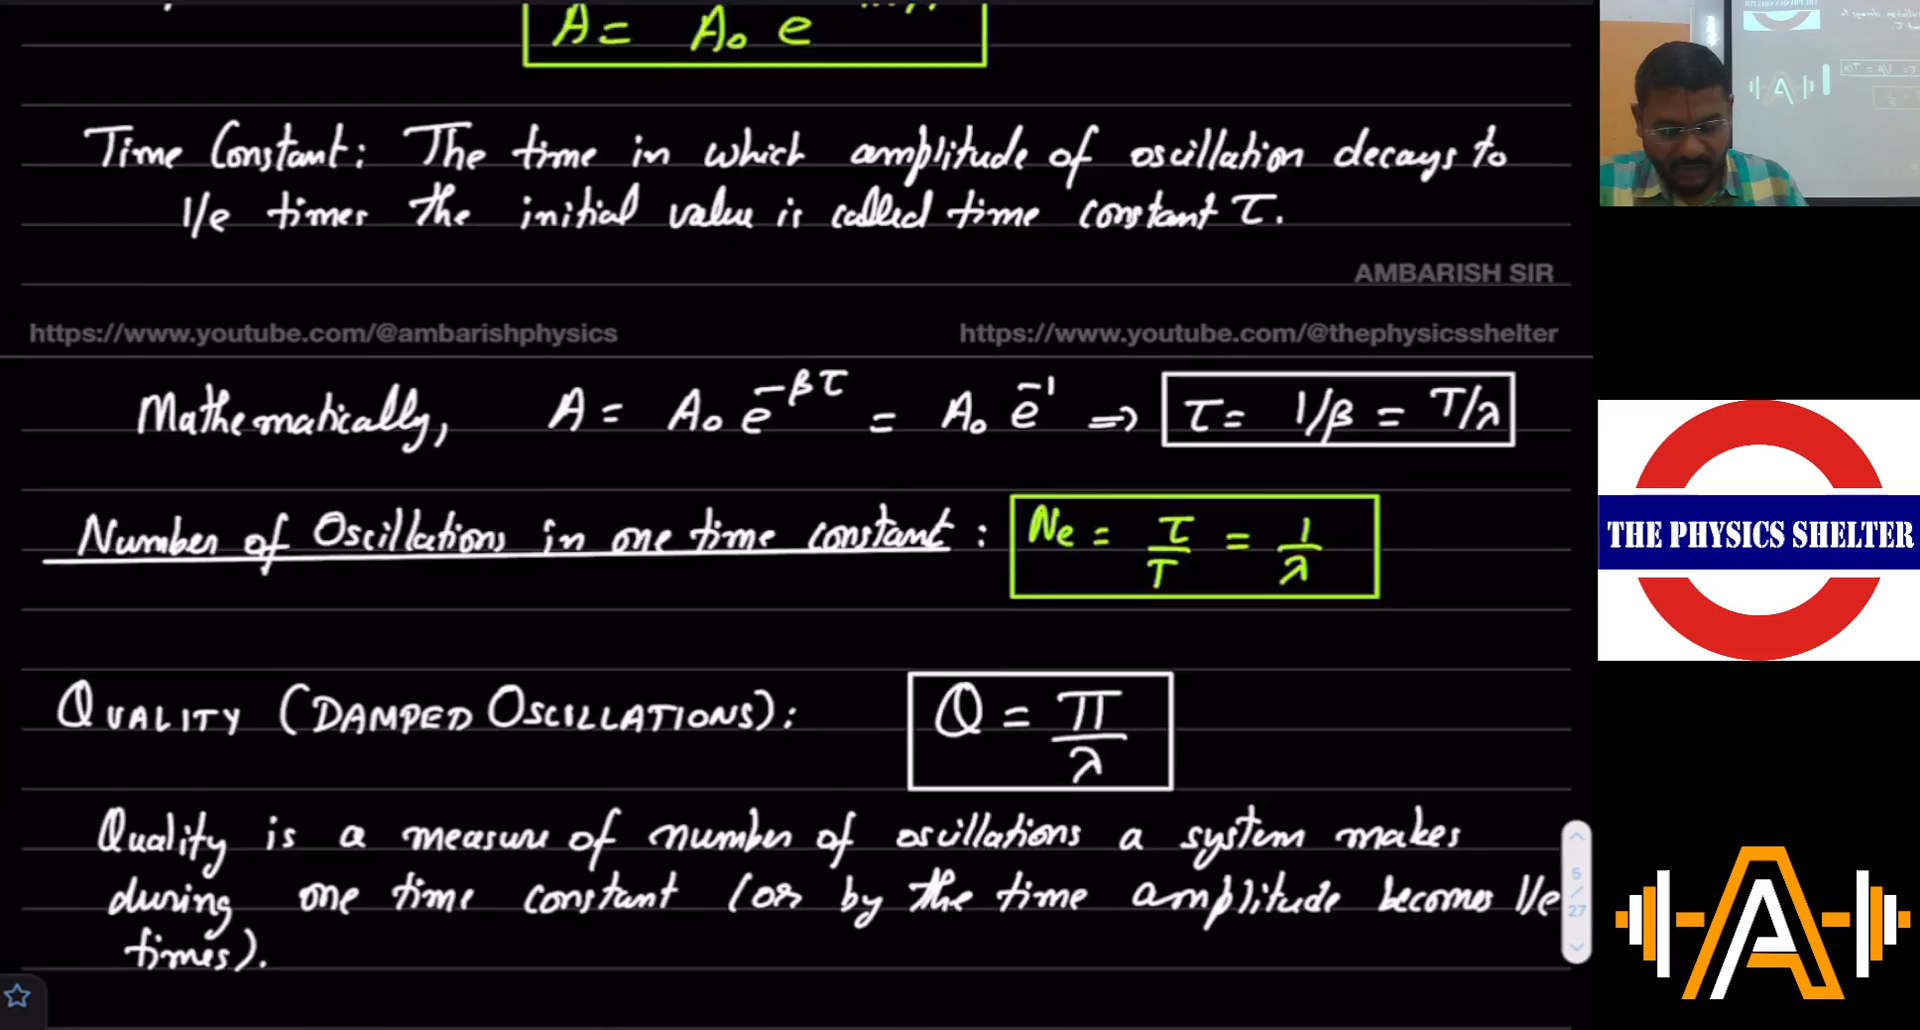 A = A₀ e
Time Constant: The time in which amplitude of oscillation decays to
1/e times the initial value is called time constant τ.
AMBARISH SIR
https://www.youtube.com/@ambarishphysics https://www.youtube.com/@thephysicsshelter
Mathematically, A = A₀ e^-βτ = A₀ e^-1 ⇒ τ = 1/β = T/λ
Number of Oscillations in one time constant : Ne = τ/T = 1/λ
QUALITY (DAMPED OSCILLATIONS): Q = π/λ
Quality is a measure of number of oscillations a system makes
during one time constant (or by the time amplitude becomes 1/e
times).
5
/
27
THE PHYSICS SHELTER
A